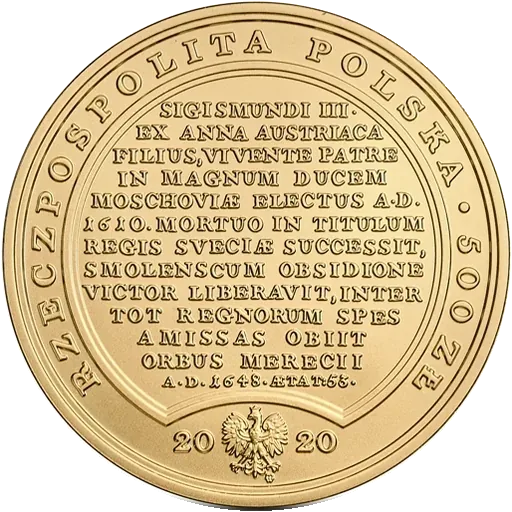 RZECZPOSPOLITA POLSKA · 500 ZŁ
SIGISMUNDI III·
EX ANNA AUSTRIACA
FILIUS, VIVENTE PATRE
IN MAGNUM DUCEM
MOSCHOVIÆ ELECTUS A.D.
1610. MORTUO IN TITULUM
REGIS SVECIÆ SUCCESSIT,
SMOLENSCUM OBSIDIONE
VICTOR LIBERAVIT, INTER
TOT REGNORUM SPES
AMISSAS OBIIT
ORBUS MERECII
A.D. 1648. ÆTAT: 53.
2020